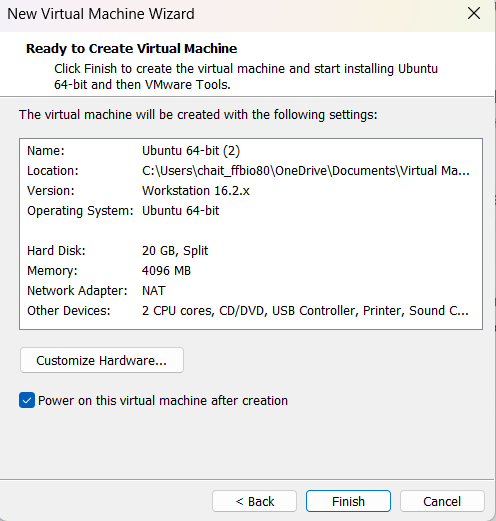 New Virtual Machine Wizard
Ready to Create Virtual Machine
Click Finish to create the virtual machine and start installing Ubuntu
64-bit and then VMware Tools.
The virtual machine will be created with the following settings:
Name: Ubuntu 64-bit (2)
Location: C:\Users\chait_ffbio80\OneDrive\Documents\Virtual Ma...
Version: Workstation 16.2.x
Operating System: Ubuntu 64-bit
Hard Disk: 20 GB, Split
Memory: 4096 MB
Network Adapter: NAT
Other Devices: 2 CPU cores, CD/DVD, USB Controller, Printer, Sound C...
Customize Hardware...
Power on this virtual machine after creation
< Back Finish Cancel